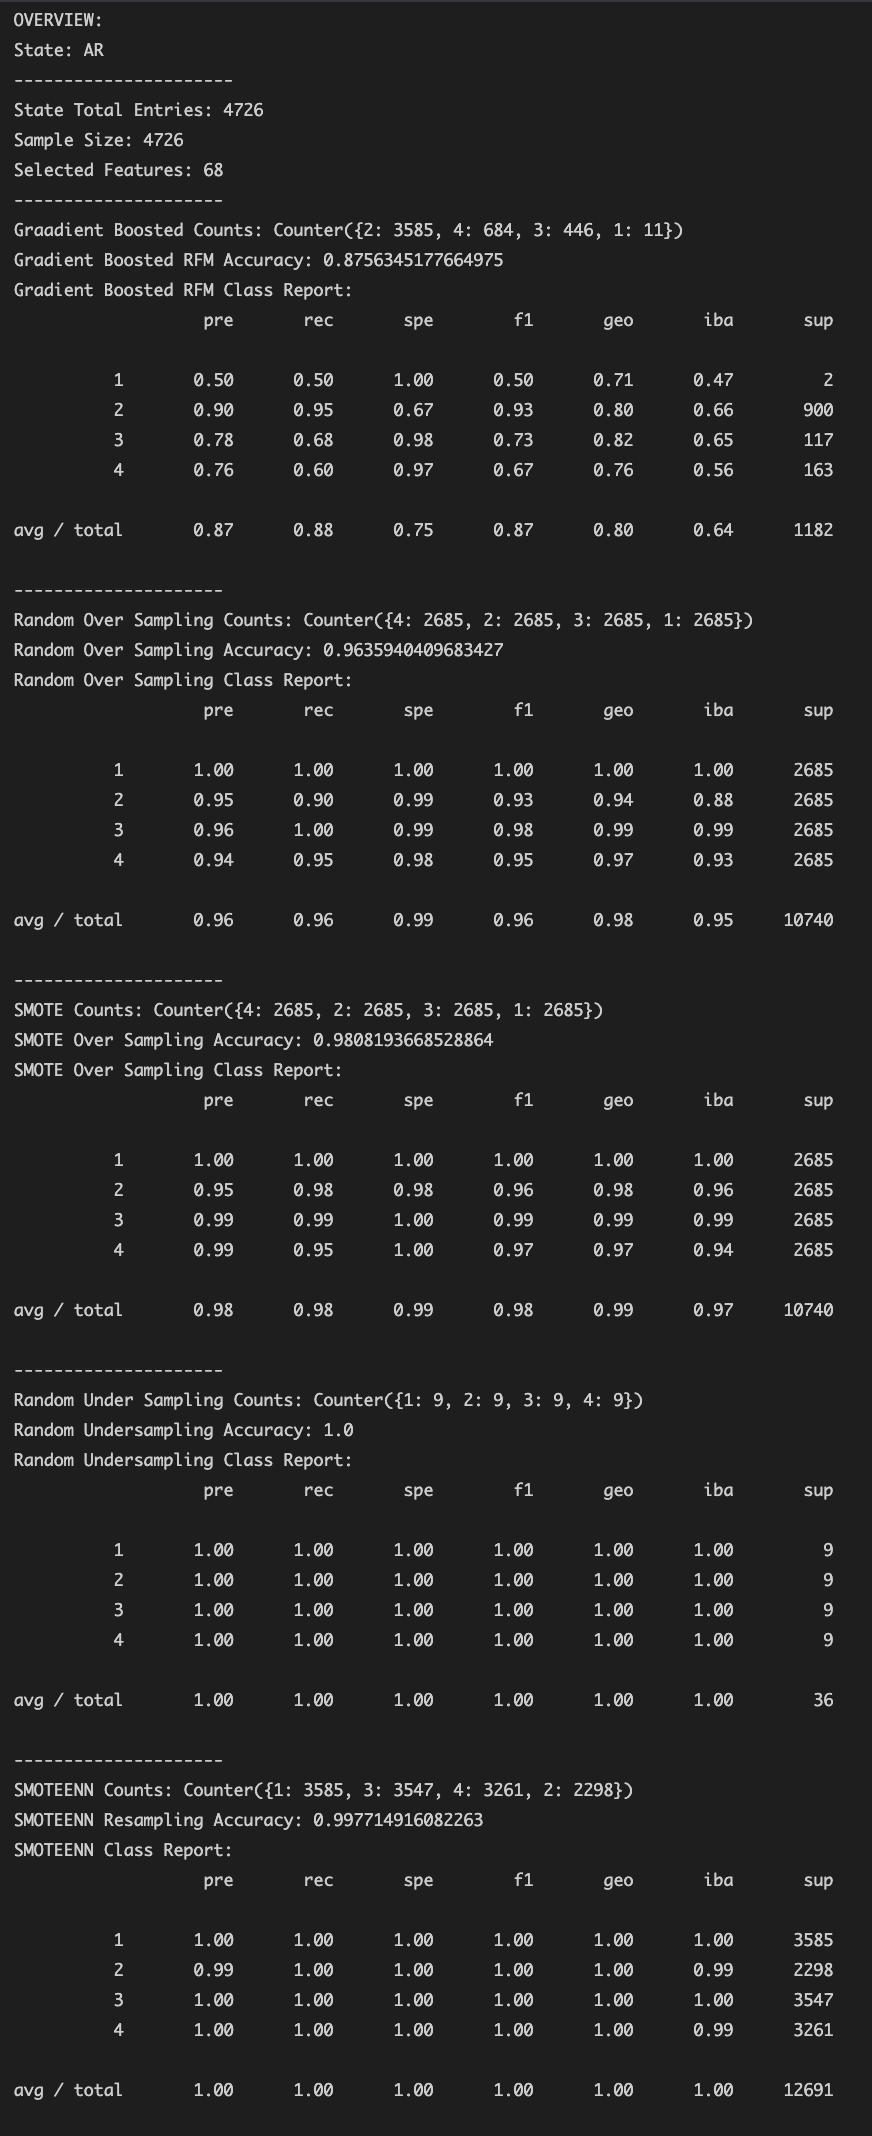 OVERVIEW:
State: AR
----------------------
State Total Entries: 4726
Sample Size: 4726
Selected Features: 68
---------------------
Graadient Boosted Counts: Counter({2: 3585, 4: 684, 3: 446, 1: 11})
Gradient Boosted RFM Accuracy: 0.8756345177664975
Gradient Boosted RFM Class Report:
pre rec spe f1 geo iba sup
1 0.50 0.50 1.00 0.50 0.71 0.47 2
2 0.90 0.95 0.67 0.93 0.80 0.66 900
3 0.78 0.68 0.98 0.73 0.82 0.65 117
4 0.76 0.60 0.97 0.67 0.76 0.56 163
avg / total 0.87 0.88 0.75 0.87 0.80 0.64 1182
---------------------
Random Over Sampling Counts: Counter({4: 2685, 2: 2685, 3: 2685, 1: 2685})
Random Over Sampling Accuracy: 0.9635940409683427
Random Over Sampling Class Report:
pre rec spe f1 geo iba sup
1 1.00 1.00 1.00 1.00 1.00 1.00 2685
2 0.95 0.90 0.99 0.93 0.94 0.88 2685
3 0.96 1.00 0.99 0.98 0.99 0.99 2685
4 0.94 0.95 0.98 0.95 0.97 0.93 2685
avg / total 0.96 0.96 0.99 0.96 0.98 0.95 10740
---------------------
SMOTE Counts: Counter({4: 2685, 2: 2685, 3: 2685, 1: 2685})
SMOTE Over Sampling Accuracy: 0.9808193668528864
SMOTE Over Sampling Class Report:
pre rec spe f1 geo iba sup
1 1.00 1.00 1.00 1.00 1.00 1.00 2685
2 0.95 0.98 0.98 0.96 0.98 0.96 2685
3 0.99 0.99 1.00 0.99 0.99 0.99 2685
4 0.99 0.95 1.00 0.97 0.97 0.94 2685
avg / total 0.98 0.98 0.99 0.98 0.99 0.97 10740
---------------------
Random Under Sampling Counts: Counter({1: 9, 2: 9, 3: 9, 4: 9})
Random Undersampling Accuracy: 1.0
Random Undersampling Class Report:
pre rec spe f1 geo iba sup
1 1.00 1.00 1.00 1.00 1.00 1.00 9
2 1.00 1.00 1.00 1.00 1.00 1.00 9
3 1.00 1.00 1.00 1.00 1.00 1.00 9
4 1.00 1.00 1.00 1.00 1.00 1.00 9
avg / total 1.00 1.00 1.00 1.00 1.00 1.00 36
---------------------
SMOTEENN Counts: Counter({1: 3585, 3: 3547, 4: 3261, 2: 2298})
SMOTEENN Resampling Accuracy: 0.997714916082263
SMOTEENN Class Report:
pre rec spe f1 geo iba sup
1 1.00 1.00 1.00 1.00 1.00 1.00 3585
2 0.99 1.00 1.00 1.00 1.00 0.99 2298
3 1.00 1.00 1.00 1.00 1.00 1.00 3547
4 1.00 1.00 1.00 1.00 1.00 0.99 3261
avg / total 1.00 1.00 1.00 1.00 1.00 1.00 12691